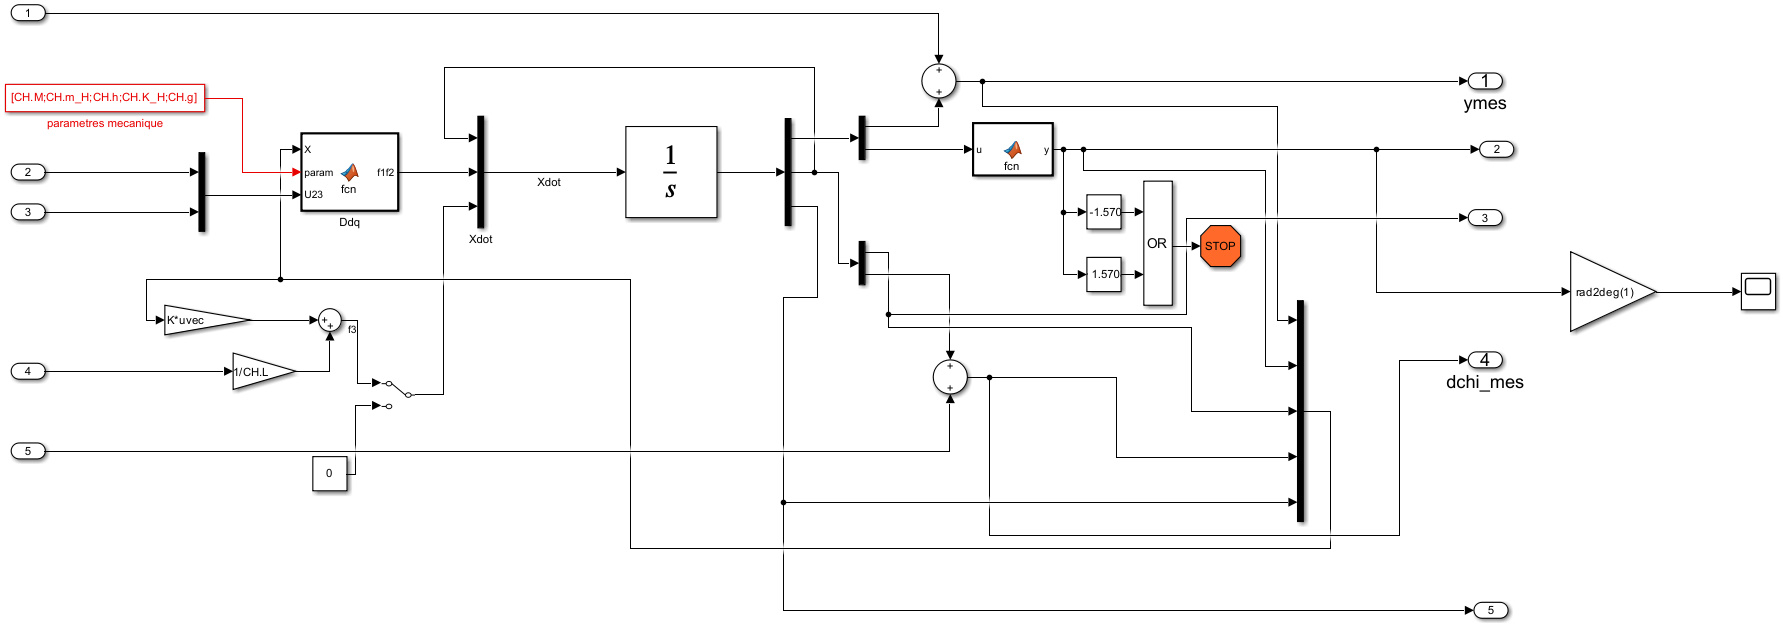 1
[CH.M;CH.m_H;CH.h;CH.K_H;CH.g]
parametres mecanique
2
3
X
param
U23
fcn
f1f2
Ddq
Xdot
Xdot
1
s
+
+
1
ymes
u
fcn
y
2
-1.570
1.570
OR
STOP
3
K*uvec
+
+
f3
4
1/CH.L
0
5
+
+
rad2deg(1)
4
dchi_mes
5